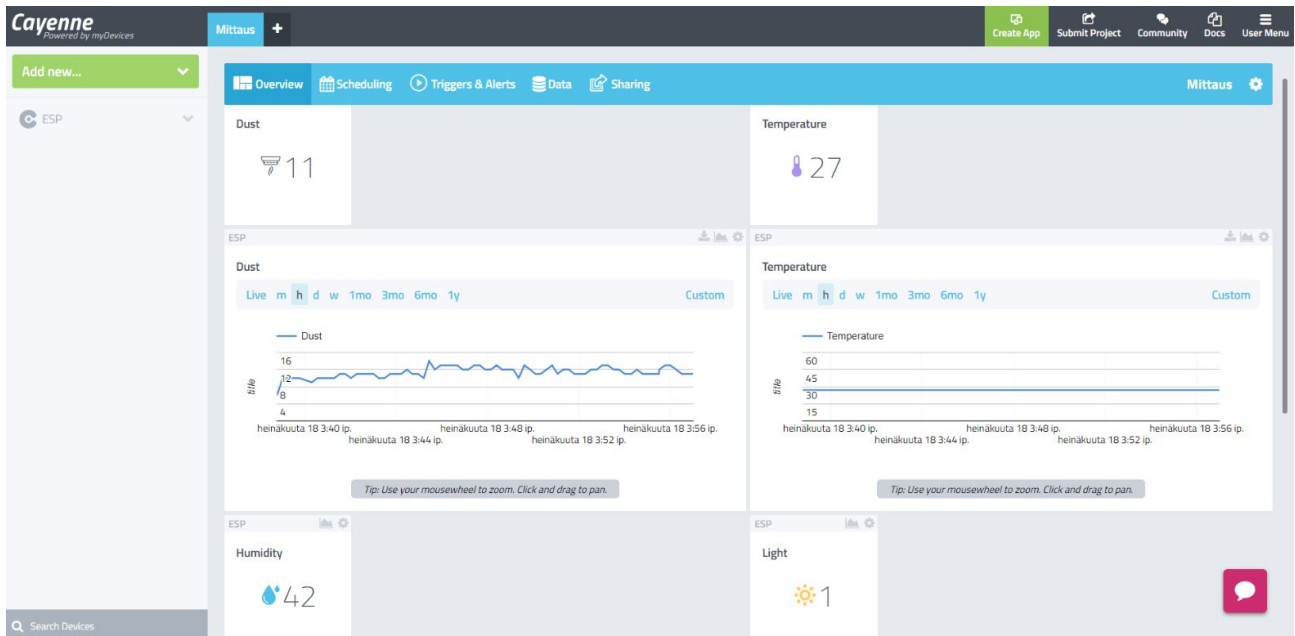 Cayenne
Powered by myDevices
Mittaus +
Create App
Submit Project
Community
Docs
User Menu
Add new...
ESP
Overview Scheduling Triggers & Alerts Data Sharing Mittaus
Dust
11
Temperature
27
ESP
Dust
Live m h d w 1mo 3mo 6mo 1y Custom
Dust
title
16
12
8
4
heinäkuuta 18 3:40 ip. heinäkuuta 18 3:48 ip. heinäkuuta 18 3:56 ip.
heinäkuuta 18 3:44 ip. heinäkuuta 18 3:52 ip.
Tip: Use your mousewheel to zoom. Click and drag to pan.
ESP
Temperature
Live m h d w 1mo 3mo 6mo 1y Custom
Temperature
title
60
45
30
15
heinäkuuta 18 3:40 ip. heinäkuuta 18 3:48 ip. heinäkuuta 18 3:56 ip.
heinäkuuta 18 3:44 ip. heinäkuuta 18 3:52 ip.
Tip: Use your mousewheel to zoom. Click and drag to pan.
ESP
Humidity
42
ESP
Light
1
Search Devices